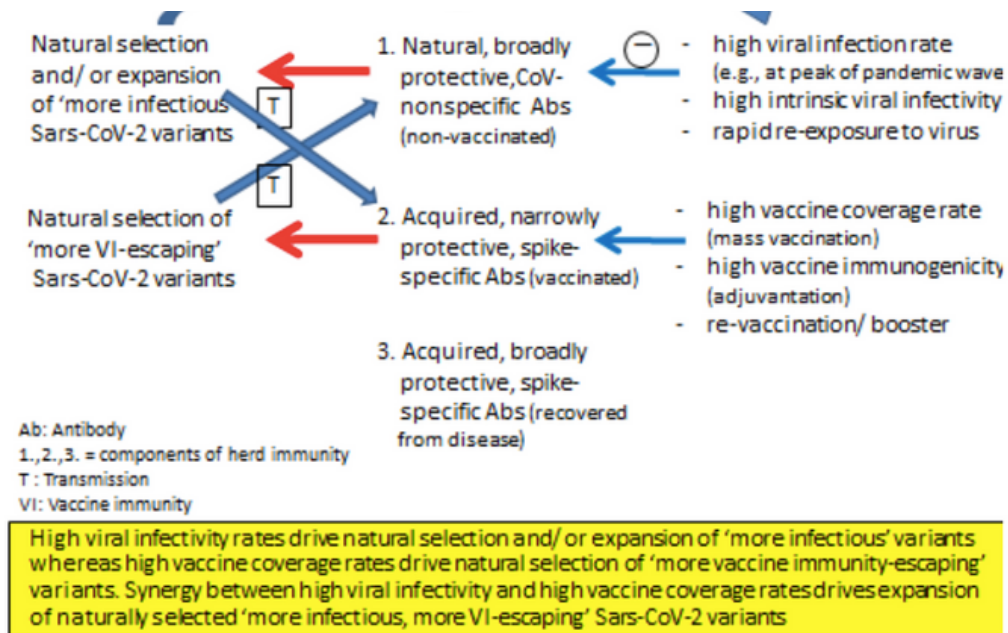 Natural selection
and/ or expansion
of 'more infectious'
Sars-CoV-2 variants
T
T
Natural selection of
'more VI-escaping'
Sars-CoV-2 variants
1. Natural, broadly
protective,CoV-
nonspecific Abs
(non-vaccinated)
2. Acquired, narrowly
protective, spike-
specific Abs (vaccinated)
3. Acquired, broadly
protective, spike-
specific Abs (recovered
from disease)
−
- high viral infection rate
(e.g., at peak of pandemic wave
- high intrinsic viral infectivity
- rapid re-exposure to virus
- high vaccine coverage rate
(mass vaccination)
- high vaccine immunogenicity
(adjuvantation)
- re-vaccination/ booster
Ab: Antibody
1.,2.,3. = components of herd immunity
T : Transmission
VI: Vaccine immunity
High viral infectivity rates drive natural selection and/ or expansion of 'more infectious' variants
whereas high vaccine coverage rates drive natural selection of 'more vaccine immunity-escaping'
variants. Synergy between high viral infectivity and high vaccine coverage rates drives expansion
of naturally selected 'more infectious, more VI-escaping' Sars-CoV-2 variants